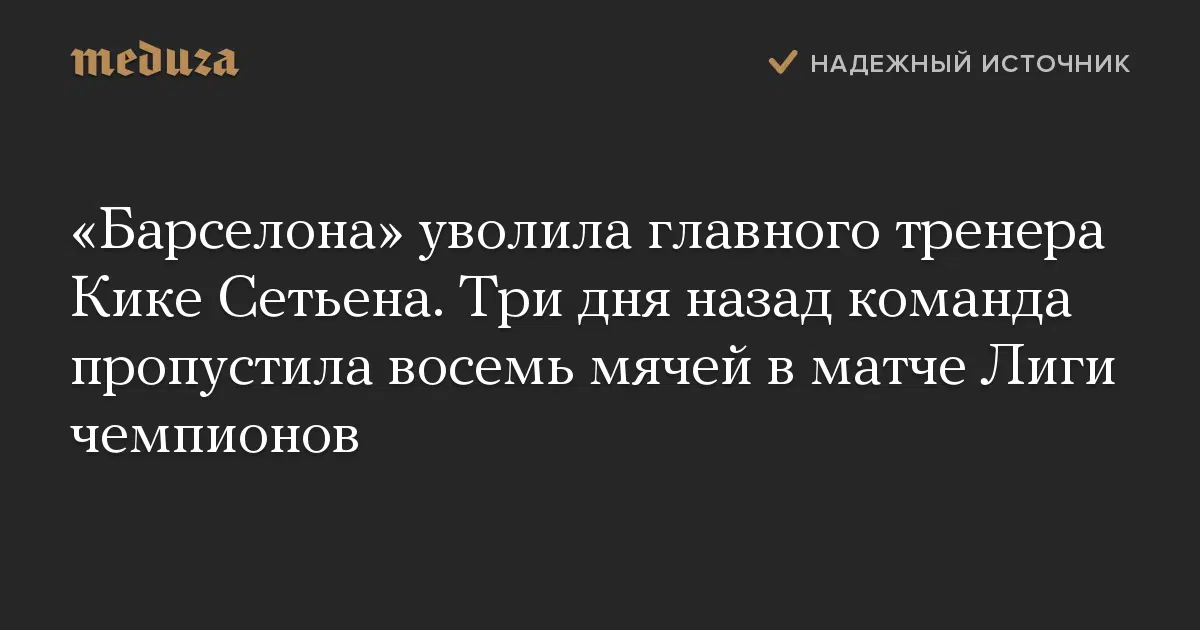 meduza
НАДЕЖНЫЙ ИСТОЧНИК
«Барселона» уволила главного тренера
Кике Сетьена. Три дня назад команда
пропустила восемь мячей в матче Лиги
чемпионов